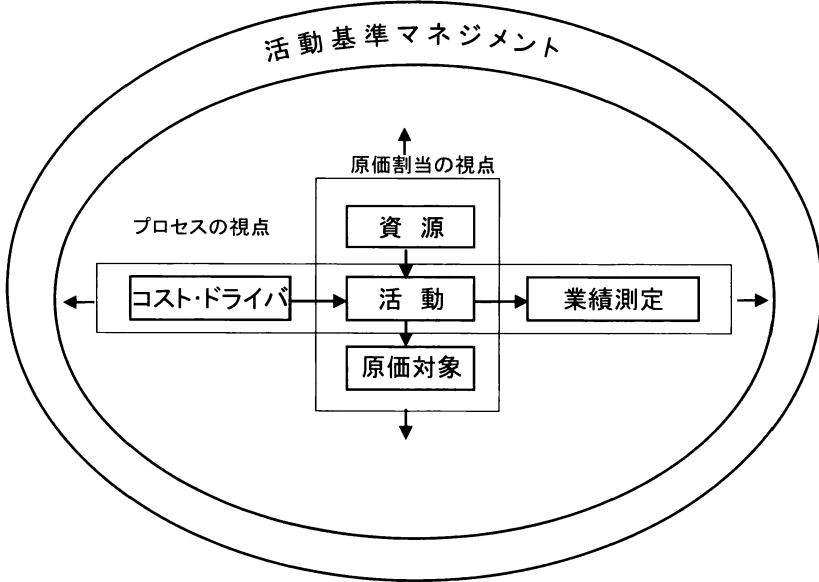 活動基準マネジメント
原価割当の視点
プロセスの視点
資 源
コスト・ドライバ
活 動
業績測定
原価対象